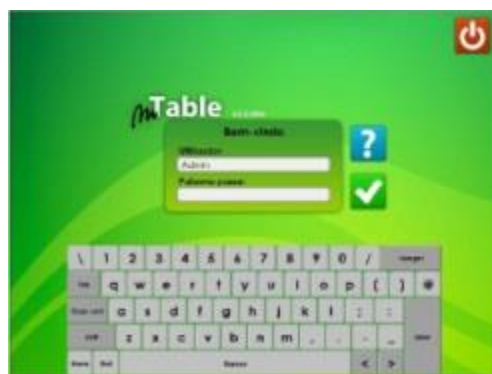 mTable
Bem-vindo
Utilizador:
Admin
Palavra passe:
?
\ 1 2 3 4 5 6 7 8 9 0 /
q w e r t y u i o p ( ) @
a s d f g h j k l ; :
z x c v b n m , . - _
< >